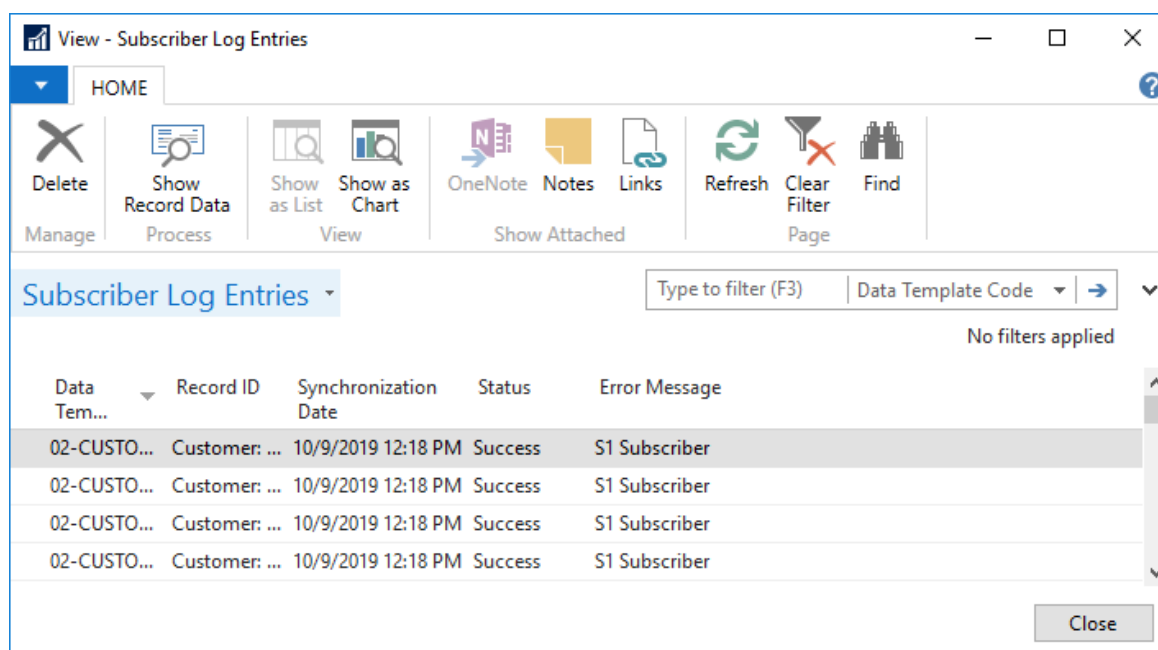 View - Subscriber Log Entries
HOME
?
Delete
Show Record Data
Show as List
Show as Chart
N
OneNote
Notes
Links
Refresh
Clear Filter
Find
Manage
Process
View
Show Attached
Page
Subscriber Log Entries
Type to filter (F3)
Data Template Code
No filters applied
Data Tem...
Record ID
Synchronization Date
Status
Error Message
02-CUSTO... Customer: ... 10/9/2019 12:18 PM Success S1 Subscriber
02-CUSTO... Customer: ... 10/9/2019 12:18 PM Success S1 Subscriber
02-CUSTO... Customer: ... 10/9/2019 12:18 PM Success S1 Subscriber
02-CUSTO... Customer: ... 10/9/2019 12:18 PM Success S1 Subscriber
Close